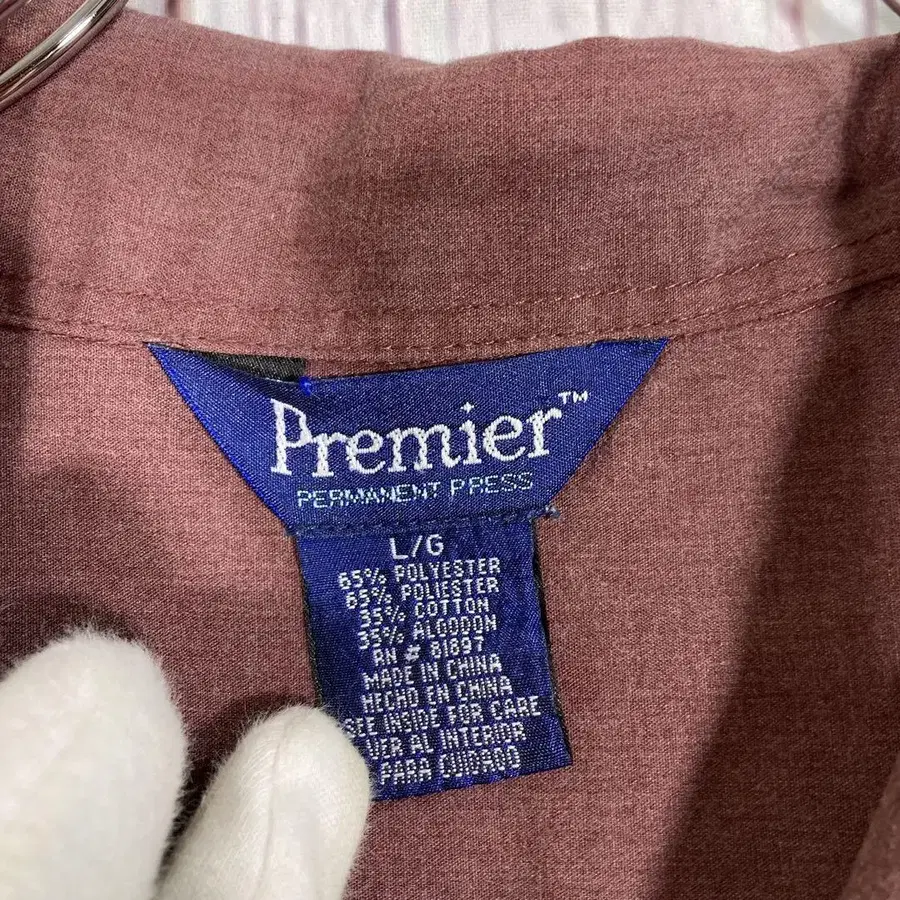 Premier™
PERMANENT PRESS
L/G
65% POLYESTER
65% POLIESTER
35% COTTON
35% ALGODON
RN # 81897
MADE IN CHINA
HECHO EN CHINA
SEE INSIDE FOR CARE
VER AL INTERIOR
PARA CUIDADO